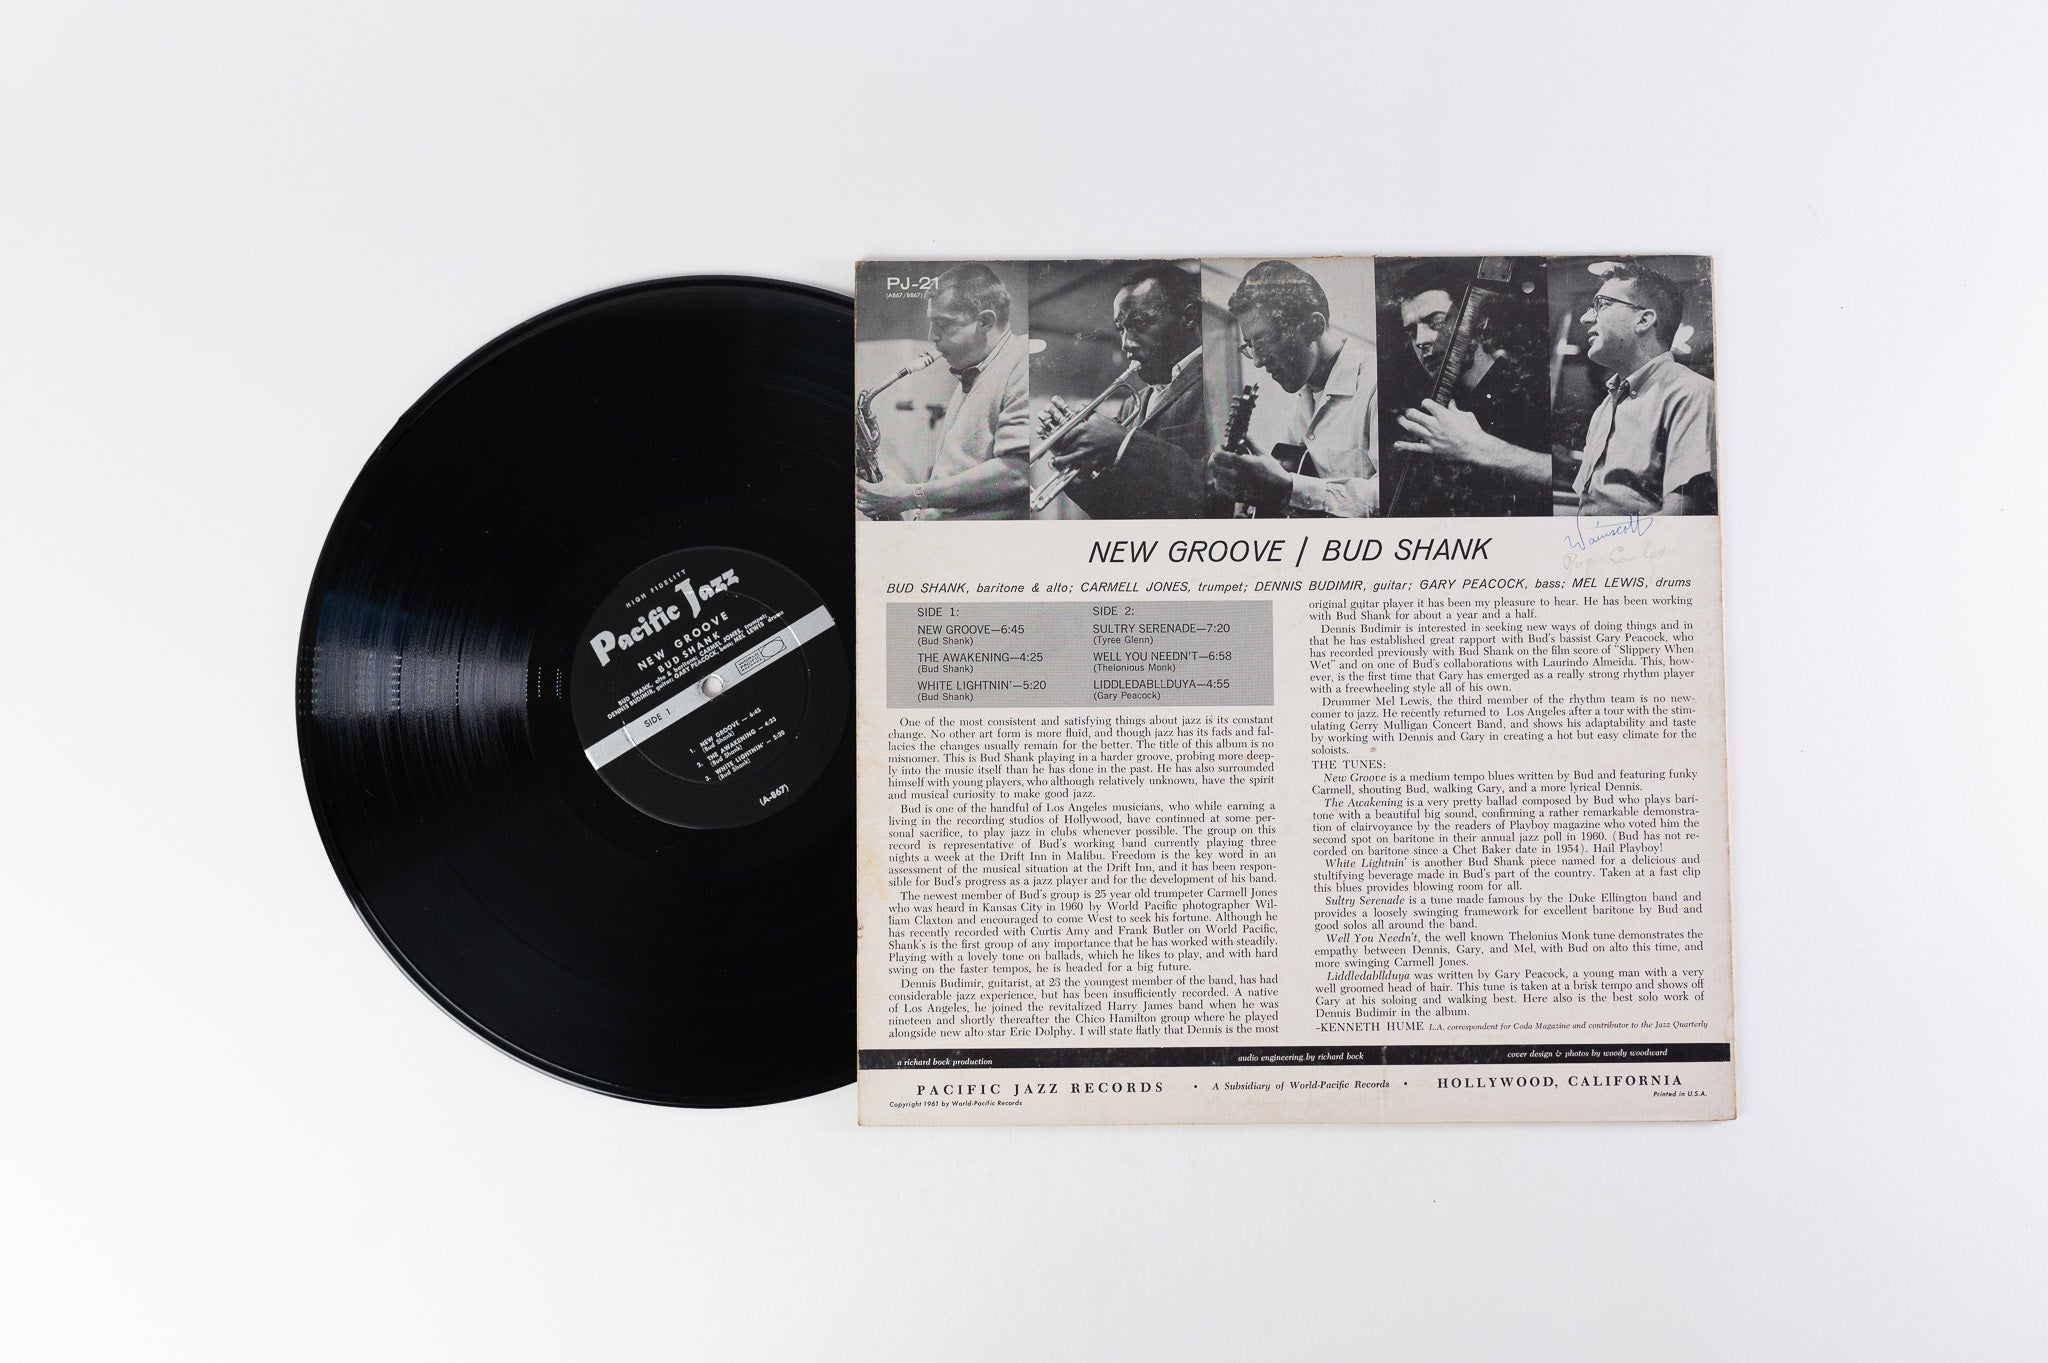 HIGH FIDELITY
Pacific Jazz
NEW GROOVE
BUD SHANK
BUD SHANK, alto & baritone; CARMELL JONES, trumpet;
DENNIS BUDIMIR, guitar; GARY PEACOCK, bass; MEL LEWIS drums
SIDE 1
1. NEW GROOVE — 6:45
(Bud Shank)
2. THE AWAKENING — 4:25
(Bud Shank)
3. WHITE LIGHTNIN' — 5:20
(Bud Shank)
(A-867)
PJ-21
(A867/B867)
NEW GROOVE / BUD SHANK
Wainscott
BUD SHANK, baritone & alto; CARMELL JONES, trumpet; DENNIS BUDIMIR, guitar; GARY PEACOCK, bass; MEL LEWIS, drums
SIDE 1:
NEW GROOVE—6:45
(Bud Shank)
THE AWAKENING—4:25
(Bud Shank)
WHITE LIGHTNIN'—5:20
(Bud Shank)
SIDE 2:
SULTRY SERENADE—7:20
(Tyree Glenn)
WELL YOU NEEDN'T—6:58
(Thelonious Monk)
LIDDLEDABLLDUYA—4:55
(Gary Peacock)
One of the most consistent and satisfying things about jazz is its constant
change. No other art form is more fluid, and though jazz has its fads and fal-
lacies the changes usually remain for the better. The title of this album is no
misnomer. This is Bud Shank playing in a harder groove, probing more deep-
ly into the music itself than he has done in the past. He has also surrounded
himself with young players, who although relatively unknown, have the spirit
and musical curiosity to make good jazz.
Bud is one of the handful of Los Angeles musicians, who while earning a
living in the recording studios of Hollywood, have continued at some per-
sonal sacrifice, to play jazz in clubs whenever possible. The group on this
record is representative of Bud's working band currently playing three
nights a week at the Drift Inn in Malibu. Freedom is the key word in an
assessment of the musical situation at the Drift Inn, and it has been respon-
sible for Bud's progress as a jazz player and for the development of his band.
The newest member of Bud's group is 25 year old trumpeter Carmell Jones
who was heard in Kansas City in 1960 by World Pacific photographer Wil-
liam Claxton and encouraged to come West to seek his fortune. Although he
has recently recorded with Curtis Amy and Frank Butler on World Pacific,
Shank's is the first group of any importance that he has worked with steadily.
Playing with a lovely tone on ballads, which he likes to play, and with hard
swing on the faster tempos, he is headed for a big future.
Dennis Budimir, guitarist, at 23 the youngest member of the band, has had
considerable jazz experience, but has been insufficiently recorded. A native
of Los Angeles, he joined the revitalized Harry James band when he was
nineteen and shortly thereafter the Chico Hamilton group where he played
alongside new alto star Eric Dolphy. I will state flatly that Dennis is the most
original guitar player it has been my pleasure to hear. He has been working
with Bud Shank for about a year and a half.
Dennis Budimir is interested in seeking new ways of doing things and in
that he has established great rapport with Bud's bassist Gary Peacock, who
has recorded previously with Bud Shank on the film score of "Slippery When
Wet" and on one of Bud's collaborations with Laurindo Almeida. This, how-
ever, is the first time that Gary has emerged as a really strong rhythm player
with a freewheeling style all of his own.
Drummer Mel Lewis, the third member of the rhythm team is no new-
comer to jazz. He recently returned to Los Angeles after a tour with the stim-
ulating Gerry Mulligan Concert Band, and shows his adaptability and taste
by working with Dennis and Gary in creating a hot but easy climate for the
soloists.
THE TUNES:
New Groove is a medium tempo blues written by Bud and featuring funky
Carmell, shouting Bud, walking Gary, and a more lyrical Dennis.
The Awakening is a very pretty ballad composed by Bud who plays bari-
tone with a beautiful big sound, confirming a rather remarkable demonstra-
tion of clairvoyance by the readers of Playboy magazine who voted him the
second spot on baritone in their annual jazz poll in 1960. (Bud has not re-
corded on baritone since a Chet Baker date in 1954). Hail Playboy!
White Lightnin' is another Bud Shank piece named for a delicious and
stultifying beverage made in Bud's part of the country. Taken at a fast clip
this blues provides blowing room for all.
Sultry Serenade is a tune made famous by the Duke Ellington band and
provides a loosely swinging framework for excellent baritone by Bud and
good solos all around the band.
Well You Needn't, the well known Thelonius Monk tune demonstrates the
empathy between Dennis, Gary, and Mel, with Bud on alto this time, and
more swinging Carmell Jones.
Liddledabllduya was written by Gary Peacock, a young man with a very
well groomed head of hair. This tune is taken at a brisk tempo and shows off
Gary at his soloing and walking best. Here also is the best solo work of
Dennis Budimir in the album.
–KENNETH HUME L.A. correspondent for Coda Magazine and contributor to the Jazz Quarterly
a richard bock production audio engineering by richard bock cover design & photos by woody woodward
PACIFIC JAZZ RECORDS • A Subsidiary of World-Pacific Records • HOLLYWOOD, CALIFORNIA
Copyright 1961 by World-Pacific Records Printed in U.S.A.